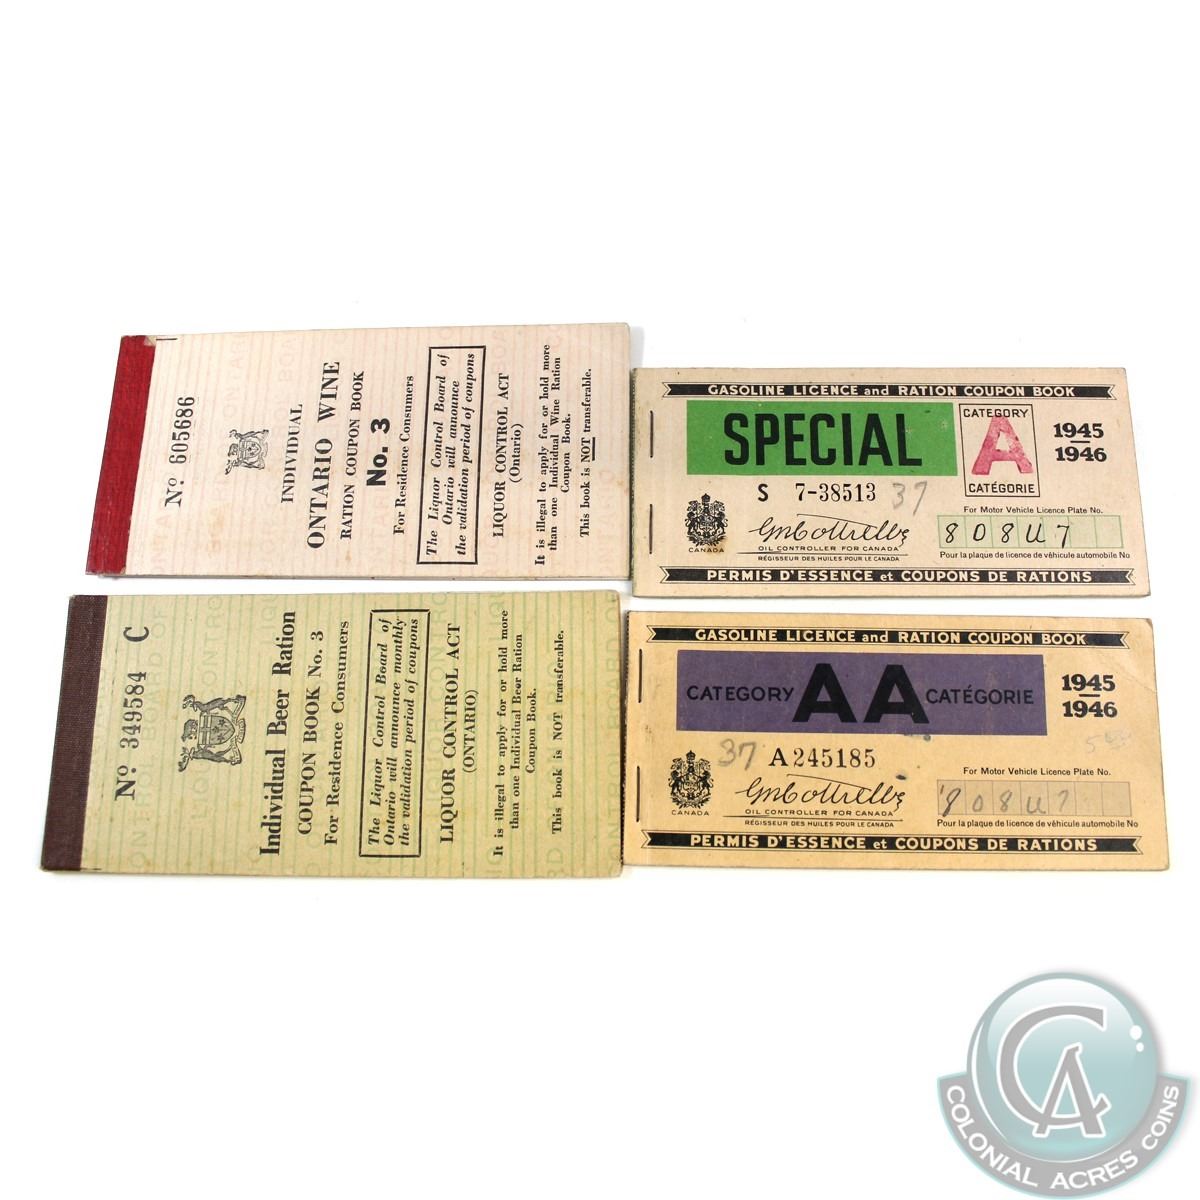 Nº 605686
INDIVIDUAL
ONTARIO WINE
RATION COUPON BOOK
No. 3
For Residence Consumers
The Liquor Control Board of
Ontario will announce
the validation period of coupons
LIQUOR CONTROL ACT
(Ontario)
It is illegal to apply for or hold more
than one Individual Wine Ration
Coupon Book.
This book is NOT transferable.
GASOLINE LICENCE and RATION COUPON BOOK
SPECIAL
CATEGORY
A
CATÉGORIE
1945
1946
S 7-38513
37
CANADA
OIL CONTROLLER FOR CANADA
RÉGISSEUR DES HUILES POUR LE CANADA
For Motor Vehicle Licence Plate No.
808U7
Pour la plaque de licence de véhicule automobile No
PERMIS D'ESSENCE et COUPONS DE RATIONS
Nº 349584 C
Individual Beer Ration
COUPON BOOK No. 3
For Residence Consumers
The Liquor Control Board of
Ontario will announce monthly
the validation period of coupons
LIQUOR CONTROL ACT
(ONTARIO)
It is illegal to apply for or hold more
than one Individual Beer Ration
Coupon Book.
This book is NOT transferable.
GASOLINE LICENCE and RATION COUPON BOOK
CATEGORY AA CATÉGORIE
1945
1946
37
A245185
CANADA
OIL CONTROLLER FOR CANADA
RÉGISSEUR DES HUILES POUR LE CANADA
For Motor Vehicle Licence Plate No.
808U7
Pour la plaque de licence de véhicule automobile No
PERMIS D'ESSENCE et COUPONS DE RATIONS
CA
COLONIAL ACRES COINS